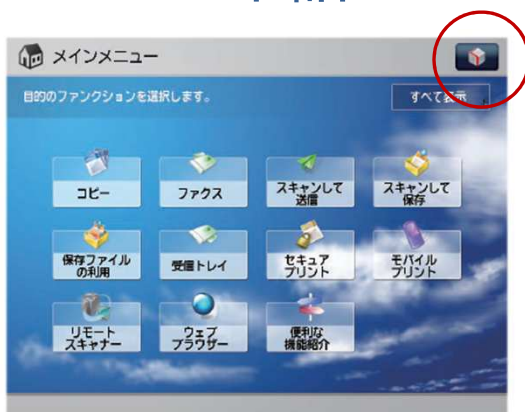 メインメニュー
目的のファンクションを選択します。
すべて表示
コピー
ファクス
スキャンして
送信
スキャンして
保存
保存ファイル
の利用
受信トレイ
セキュア
プリント
モバイル
プリント
リモート
スキャナー
ウェブ
ブラウザー
便利な
機能紹介